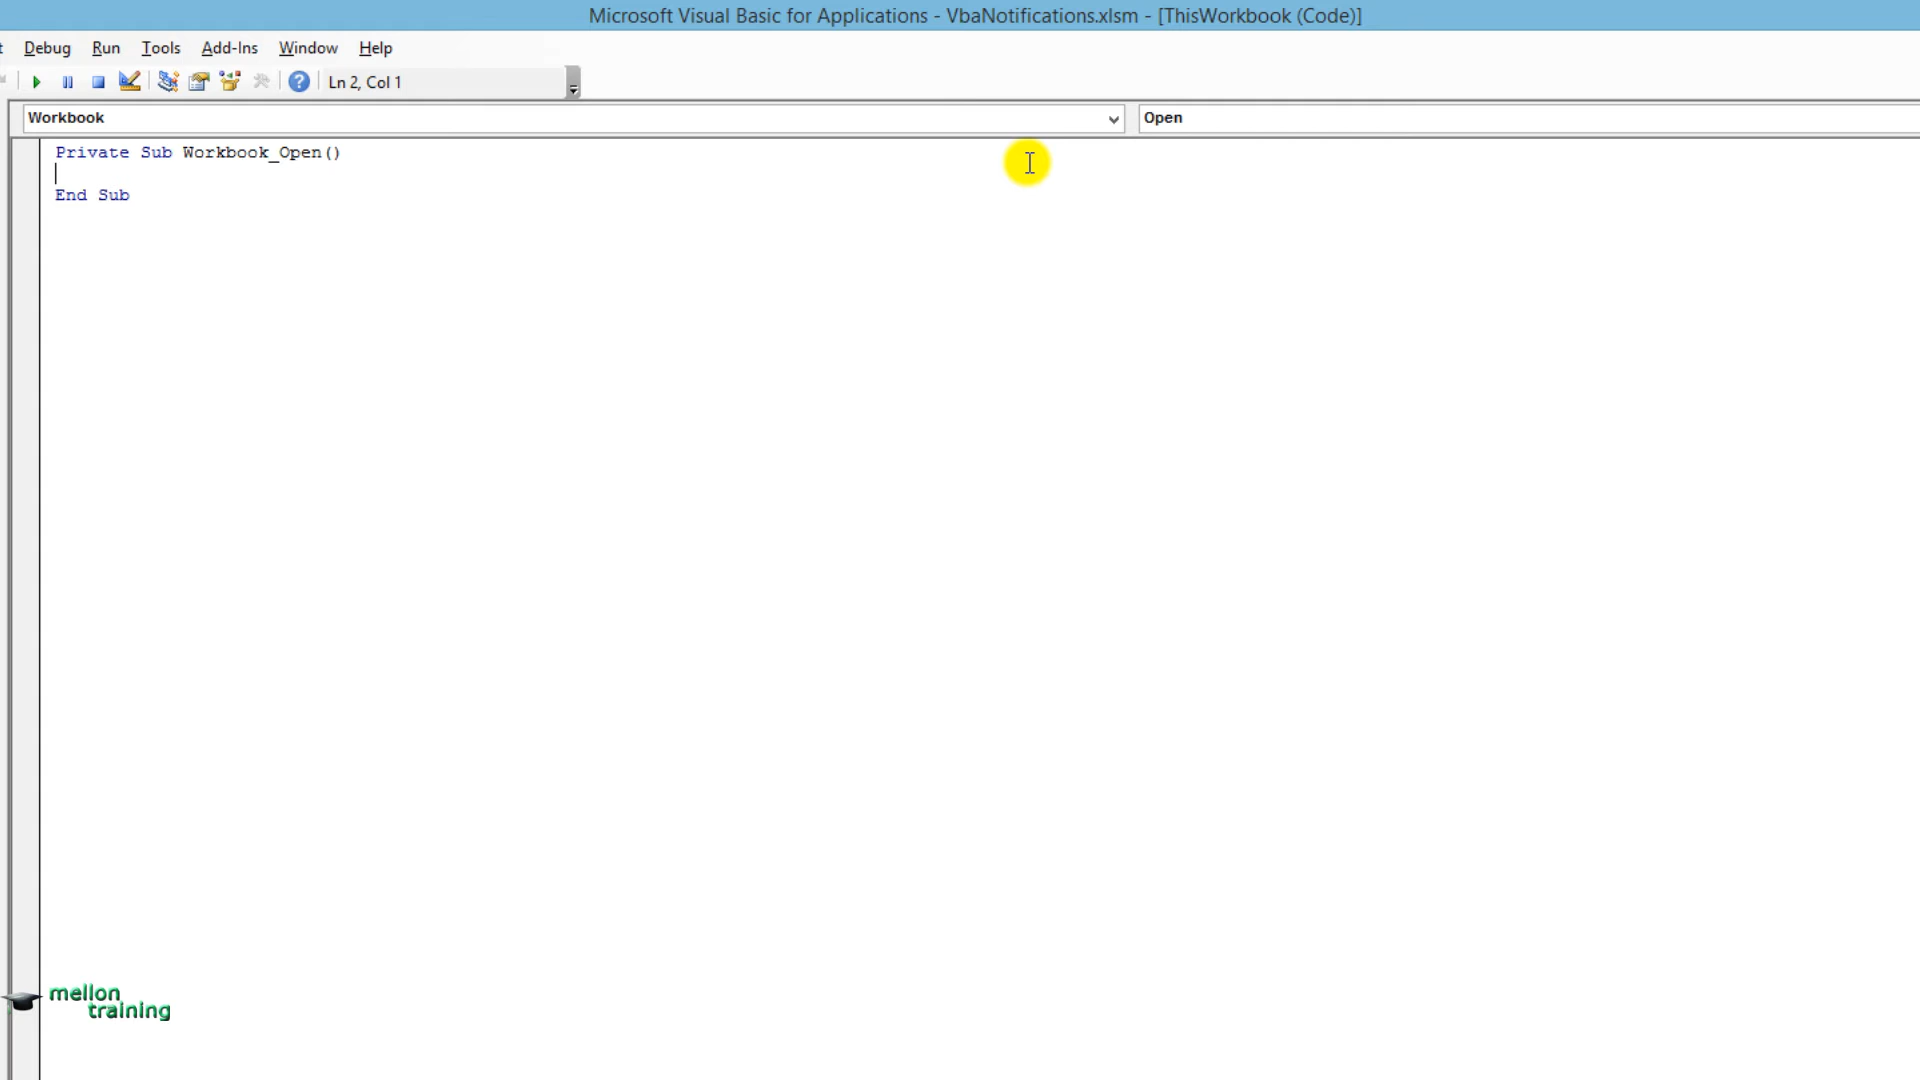 Microsoft Visual Basic for Applications - VbaNotifications.xlsm - [ThisWorkbook (Code)]
t Debug Run Tools Add-Ins Window Help
Ln 2, Col 1
Workbook Open
Private Sub Workbook_Open()
End Sub
mellon
training